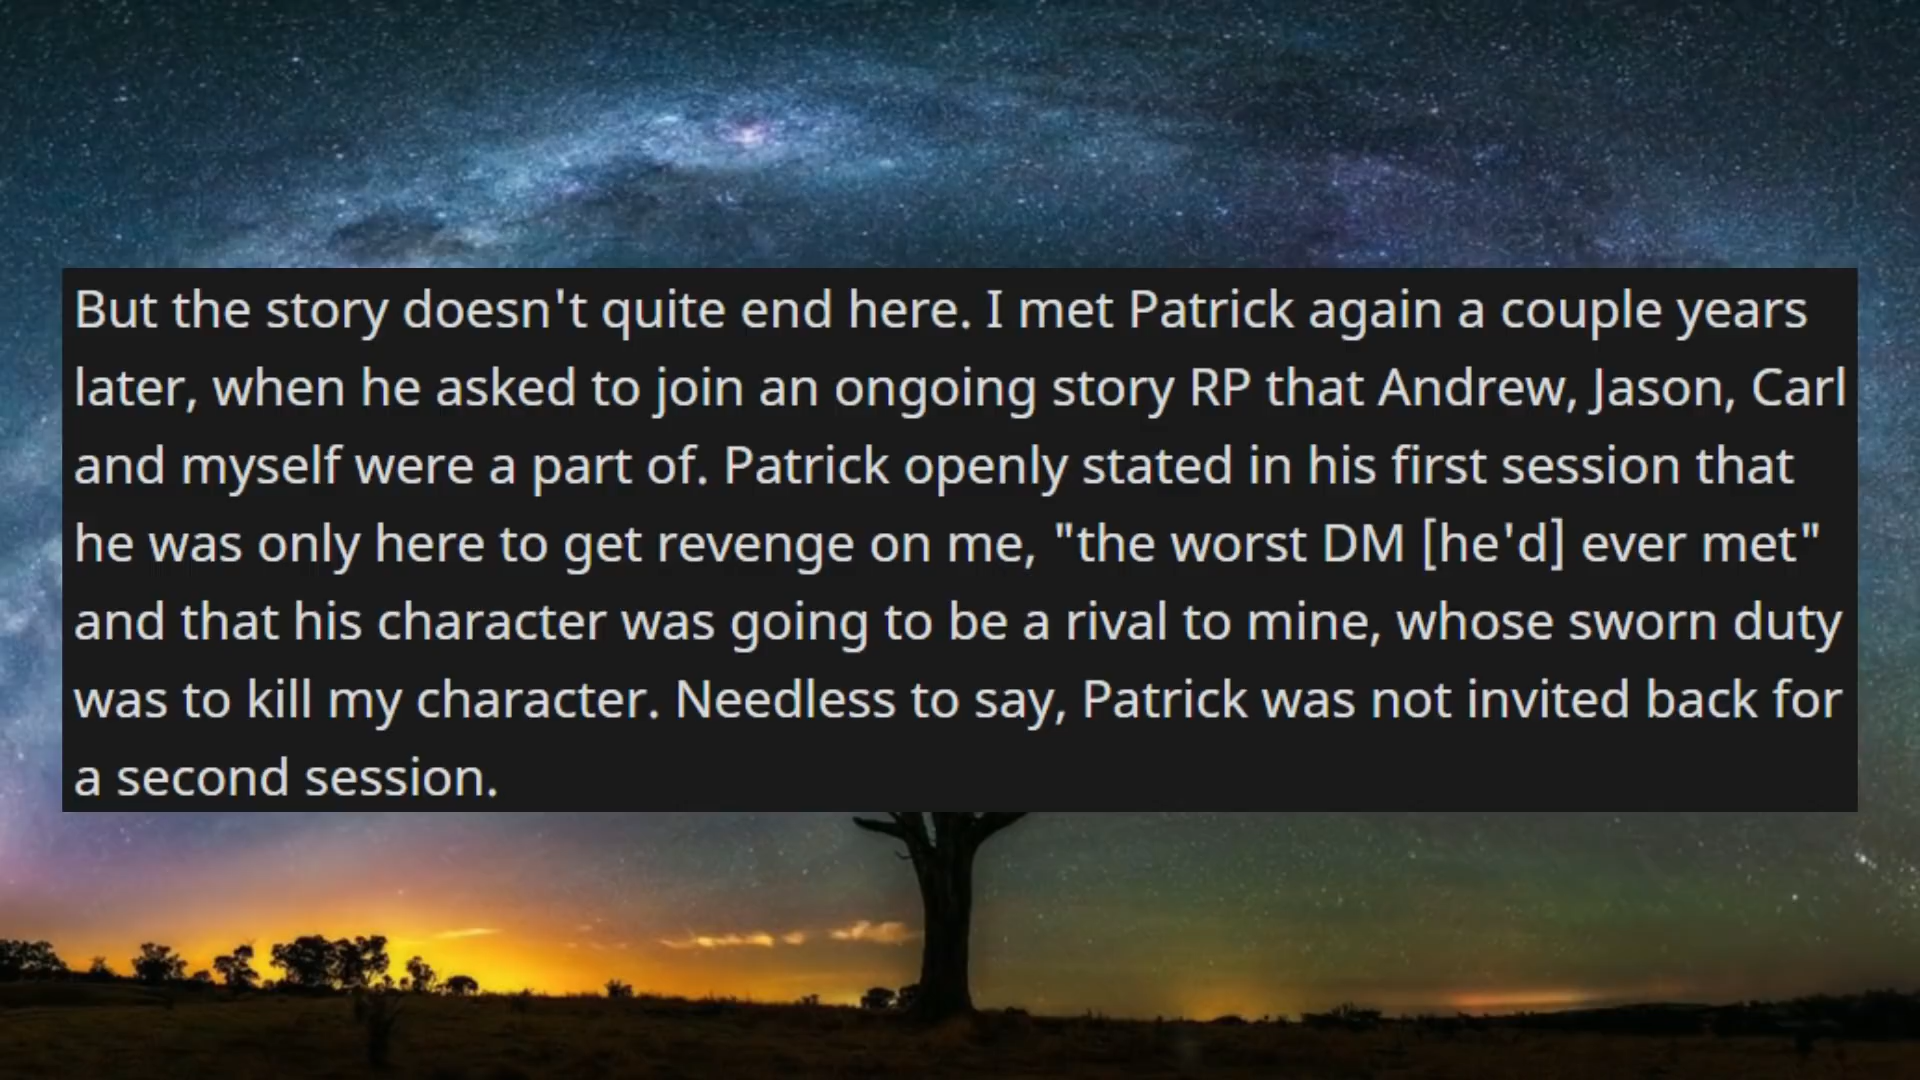 But the story doesn't quite end here. I met Patrick again a couple years
later, when he asked to join an ongoing story RP that Andrew, Jason, Carl
and myself were a part of. Patrick openly stated in his first session that
he was only here to get revenge on me, "the worst DM [he'd] ever met"
and that his character was going to be a rival to mine, whose sworn duty
was to kill my character. Needless to say, Patrick was not invited back for
a second session.